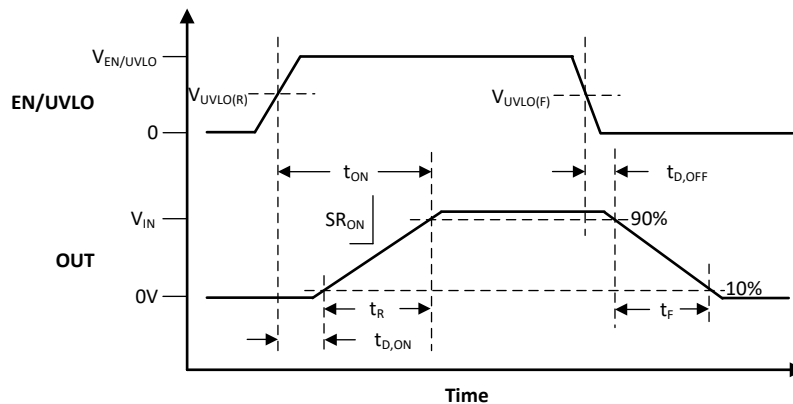 V_EN/UVLO
EN/UVLO
V_UVLO(R)
V_UVLO(F)
0
t_ON
t_D,OFF
V_IN
SR_ON
90%
OUT
0V
10%
t_R
t_F
t_D,ON
Time